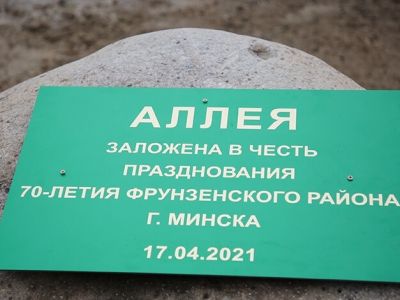 АЛЛЕЯ
ЗАЛОЖЕНА В ЧЕСТЬ
ПРАЗДНОВАНИЯ
70-ЛЕТИЯ ФРУНЗЕНСКОГО РАЙОНА
Г. МИНСКА
17.04.2021